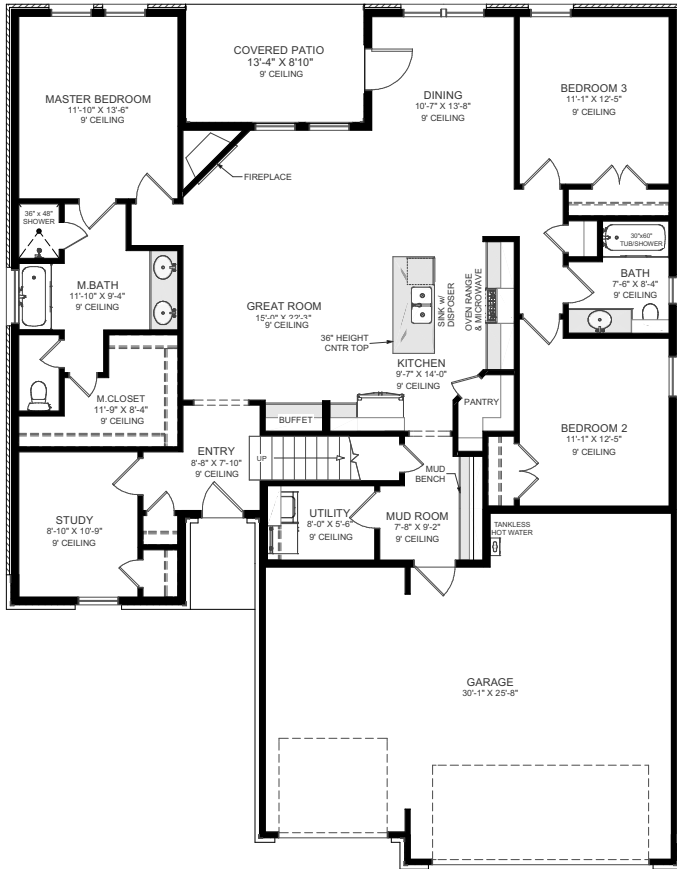 COVERED PATIO
13'-4" X 8'10"
9' CEILING
MASTER BEDROOM
11'-10" X 13'-6"
9' CEILING
DINING
10'-7" X 13'-8"
9' CEILING
BEDROOM 3
11'-1" X 12'-5"
9' CEILING
FIREPLACE
36" x 48"
SHOWER
30"x60"
TUB/SHOWER
M.BATH
11'-10" X 9'-4"
9' CEILING
BATH
7'-6" X 8'-4"
9' CEILING
GREAT ROOM
15'-0" X 22'-3"
9' CEILING
SINK w/
DISPOSER
OVEN RANGE
& MICROWAVE
36" HEIGHT
CNTR TOP
KITCHEN
9'-7" X 14'-0"
9' CEILING
M.CLOSET
11'-9" X 8'-4"
9' CEILING
BUFFET
PANTRY
BEDROOM 2
11'-1" X 12'-5"
9' CEILING
ENTRY
8'-8" X 7'-10"
9' CEILING
UP
MUD
BENCH
STUDY
8'-10" X 10'-9"
9' CEILING
UTILITY
8'-0" X 5'-6"
9' CEILING
MUD ROOM
7'-8" X 9'-2"
9' CEILING
TANKLESS
HOT WATER
GARAGE
30'-1" X 25'-8"